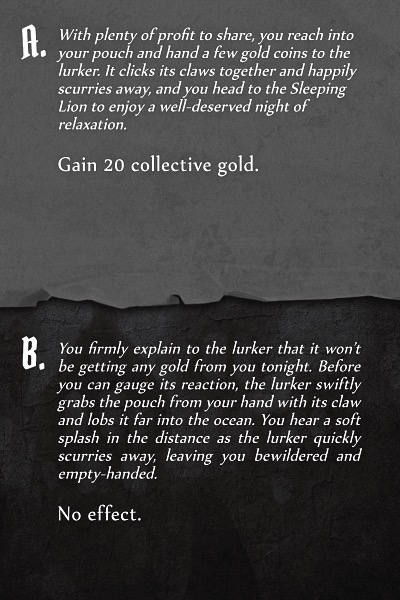 A. With plenty of profit to share, you reach into
your pouch and hand a few gold coins to the
lurker. It clicks its claws together and happily
scurries away, and you head to the Sleeping
Lion to enjoy a well-deserved night of
relaxation.
Gain 20 collective gold.
B. You firmly explain to the lurker that it won't
be getting any gold from you tonight. Before
you can gauge its reaction, the lurker swiftly
grabs the pouch from your hand with its claw
and lobs it far into the ocean. You hear a soft
splash in the distance as the lurker quickly
scurries away, leaving you bewildered and
empty-handed.
No effect.